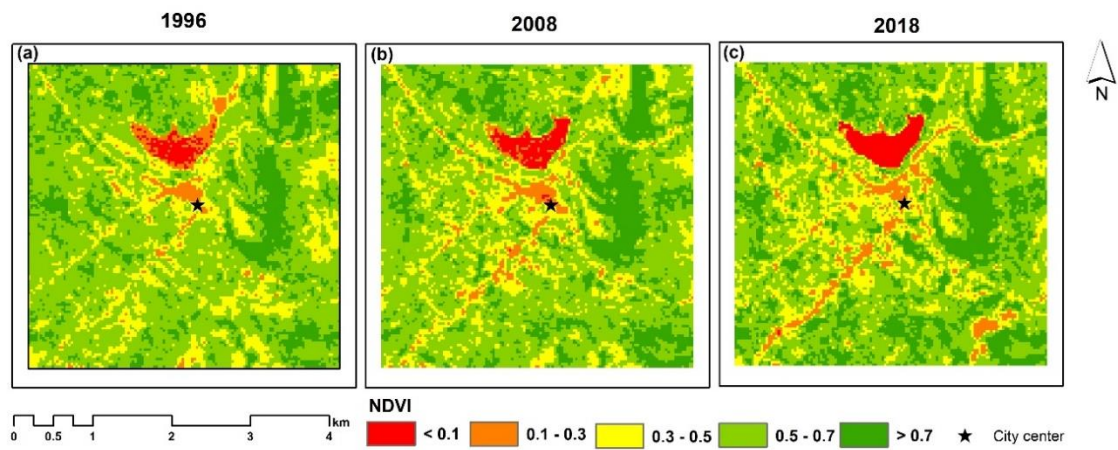 1996
2008
2018
(a)
(b)
(c)
N
NDVI
km
0 0.5 1 2 3 4
< 0.1
0.1 - 0.3
0.3 - 0.5
0.5 - 0.7
> 0.7
City center